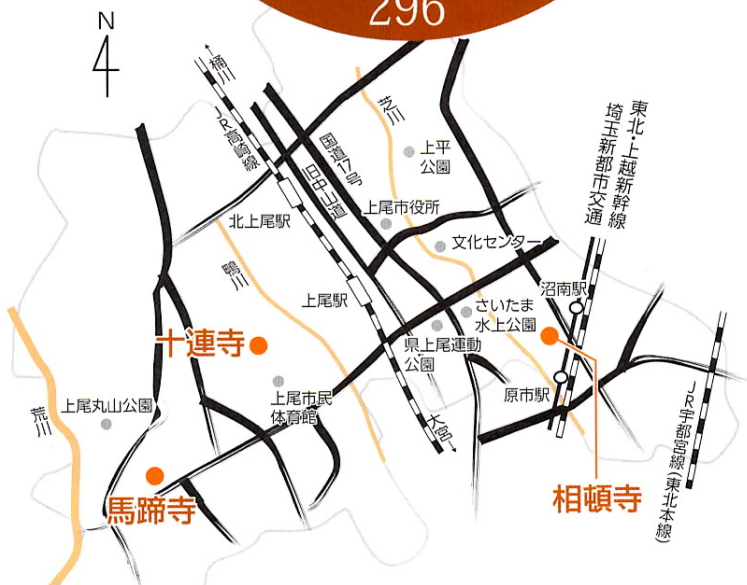 296
N
←桶川
JR高崎線
旧中山道
国道17号
芝川
上平
公園
東北・上越新幹線
埼玉新都市交通
北上尾駅
上尾市役所
文化センター
鴨川
上尾駅
沼南駅
さいたま
水上公園
県上尾運動
公園
十連寺
上尾市民
体育館
原市駅
荒川
上尾丸山公園
大宮→
JR宇都宮線(東北本線)
馬蹄寺
相頓寺